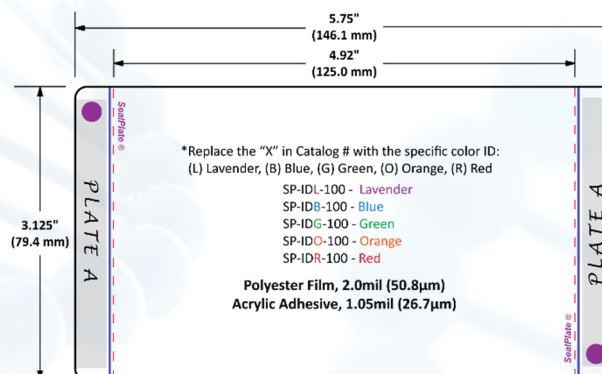 5.75"
(146.1 mm)
4.92"
(125.0 mm)
SealPlate®
*Replace the “X” in Catalog # with the specific color ID:
(L) Lavender, (B) Blue, (G) Green, (O) Orange, (R) Red
SP-IDL-100 - Lavender
SP-IDB-100 - Blue
SP-IDG-100 - Green
SP-IDO-100 - Orange
SP-IDR-100 - Red
3.125"
(79.4 mm)
PLATE A
PLATE A
Polyester Film, 2.0mil (50.8µm)
Acrylic Adhesive, 1.05mil (26.7µm)
SealPlate®